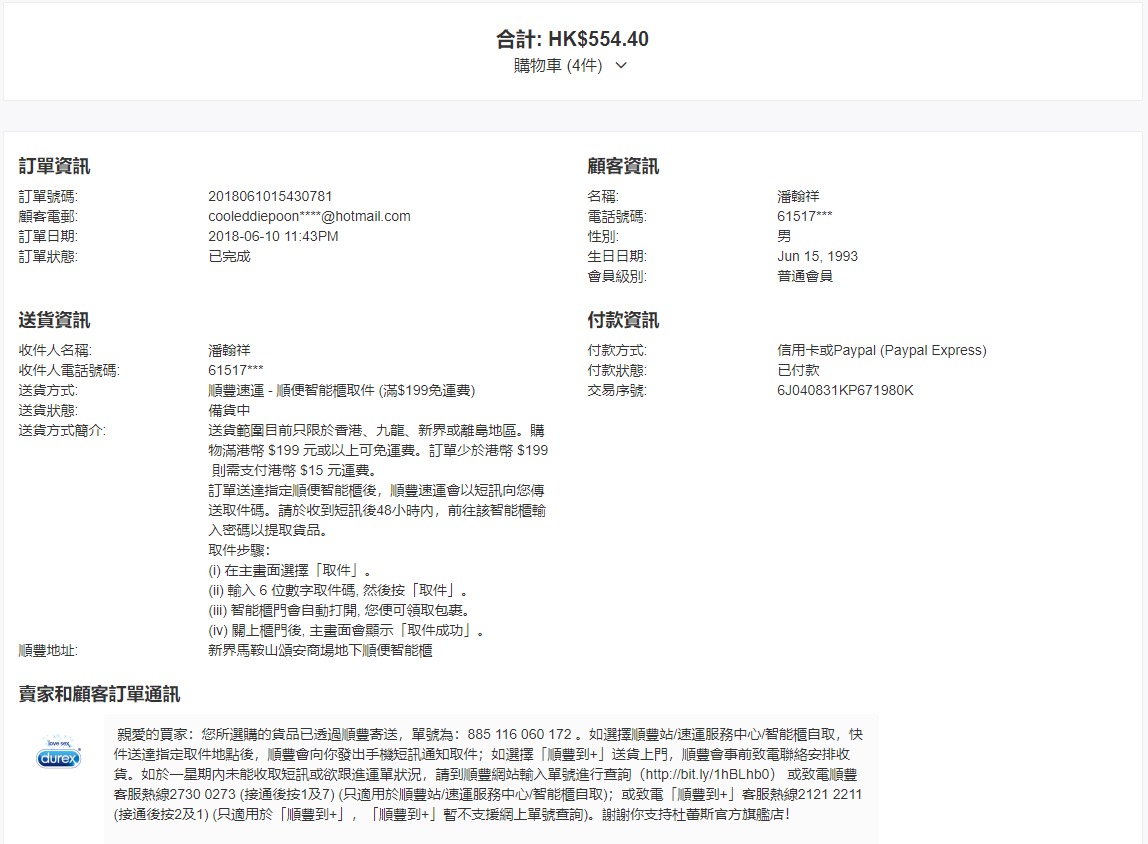 合計: HK$554.40
購物車 (4件)
訂單資訊
訂單號碼: 2018061015430781
顧客電郵: cooleddiepoon****@hotmail.com
訂單日期: 2018-06-10 11:43PM
訂單狀態: 已完成
顧客資訊
名稱: 潘翰祥
電話號碼: 61517***
性別: 男
生日日期: Jun 15, 1993
會員級別: 普通會員
送貨資訊
收件人名稱: 潘翰祥
收件人電話號碼: 61517***
送貨方式: 順豐速運 - 順便智能櫃取件 (滿$199免運費)
送貨狀態: 備貨中
送貨方式簡介: 送貨範圍目前只限於香港、九龍、新界或離島地區。購
物滿港幣 $199 元或以上可免運費。訂單少於港幣 $199
則需支付港幣 $15 元運費。
訂單送達指定順便智能櫃後，順豐速運會以短訊向您傳
送取件碼。請於收到短訊後48小時內，前往該智能櫃輸
入密碼以提取貨品。
取件步驟：
(i) 在主畫面選擇「取件」。
(ii) 輸入 6 位數字取件碼, 然後按「取件」。
(iii) 智能櫃門會自動打開, 您便可領取包裹。
(iv) 關上櫃門後, 主畫面會顯示「取件成功」。
順豐地址: 新界馬鞍山頌安商場地下順便智能櫃
付款資訊
付款方式: 信用卡或Paypal (Paypal Express)
付款狀態: 已付款
交易序號: 6J040831KP671980K
賣家和顧客訂單通訊
love sex
durex
親愛的買家：您所選購的貨品已透過順豐寄送，單號為：885 116 060 172 。如選擇順豐站/速運服務中心/智能櫃自取，快
件送達指定取件地點後，順豐會向你發出手機短訊通知取件；如選擇「順豐到+」送貨上門，順豐會事前致電聯絡安排收
貨。如於一星期內未能收取短訊或欲跟進運單狀況，請到順豐網站輸入單號進行查詢（http://bit.ly/1hBLhb0） 或致電順豐
客服熱線2730 0273 (接通後按1及7) (只適用於順豐站/速運服務中心/智能櫃自取)；或致電「順豐到+」客服熱線2121 2211
(接通後按2及1) (只適用於「順豐到+」，「順豐到+」暫不支援網上單號查詢)。謝謝你支持杜蕾斯官方旗艦店！